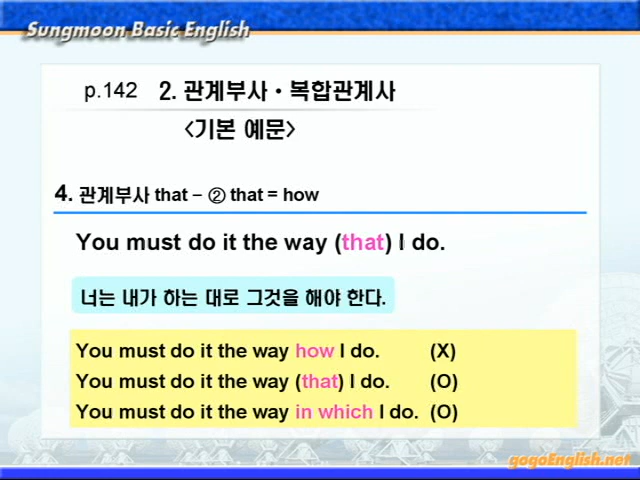 Sungmoon Basic English
p.142 2. 관계부사 · 복합관계사
<기본 예문>
4. 관계부사 that – ② that = how
You must do it the way (that) I do.
너는 내가 하는 대로 그것을 해야 한다.
You must do it the way how I do. (X)
You must do it the way (that) I do. (O)
You must do it the way in which I do. (O)
gogoEnglish.net